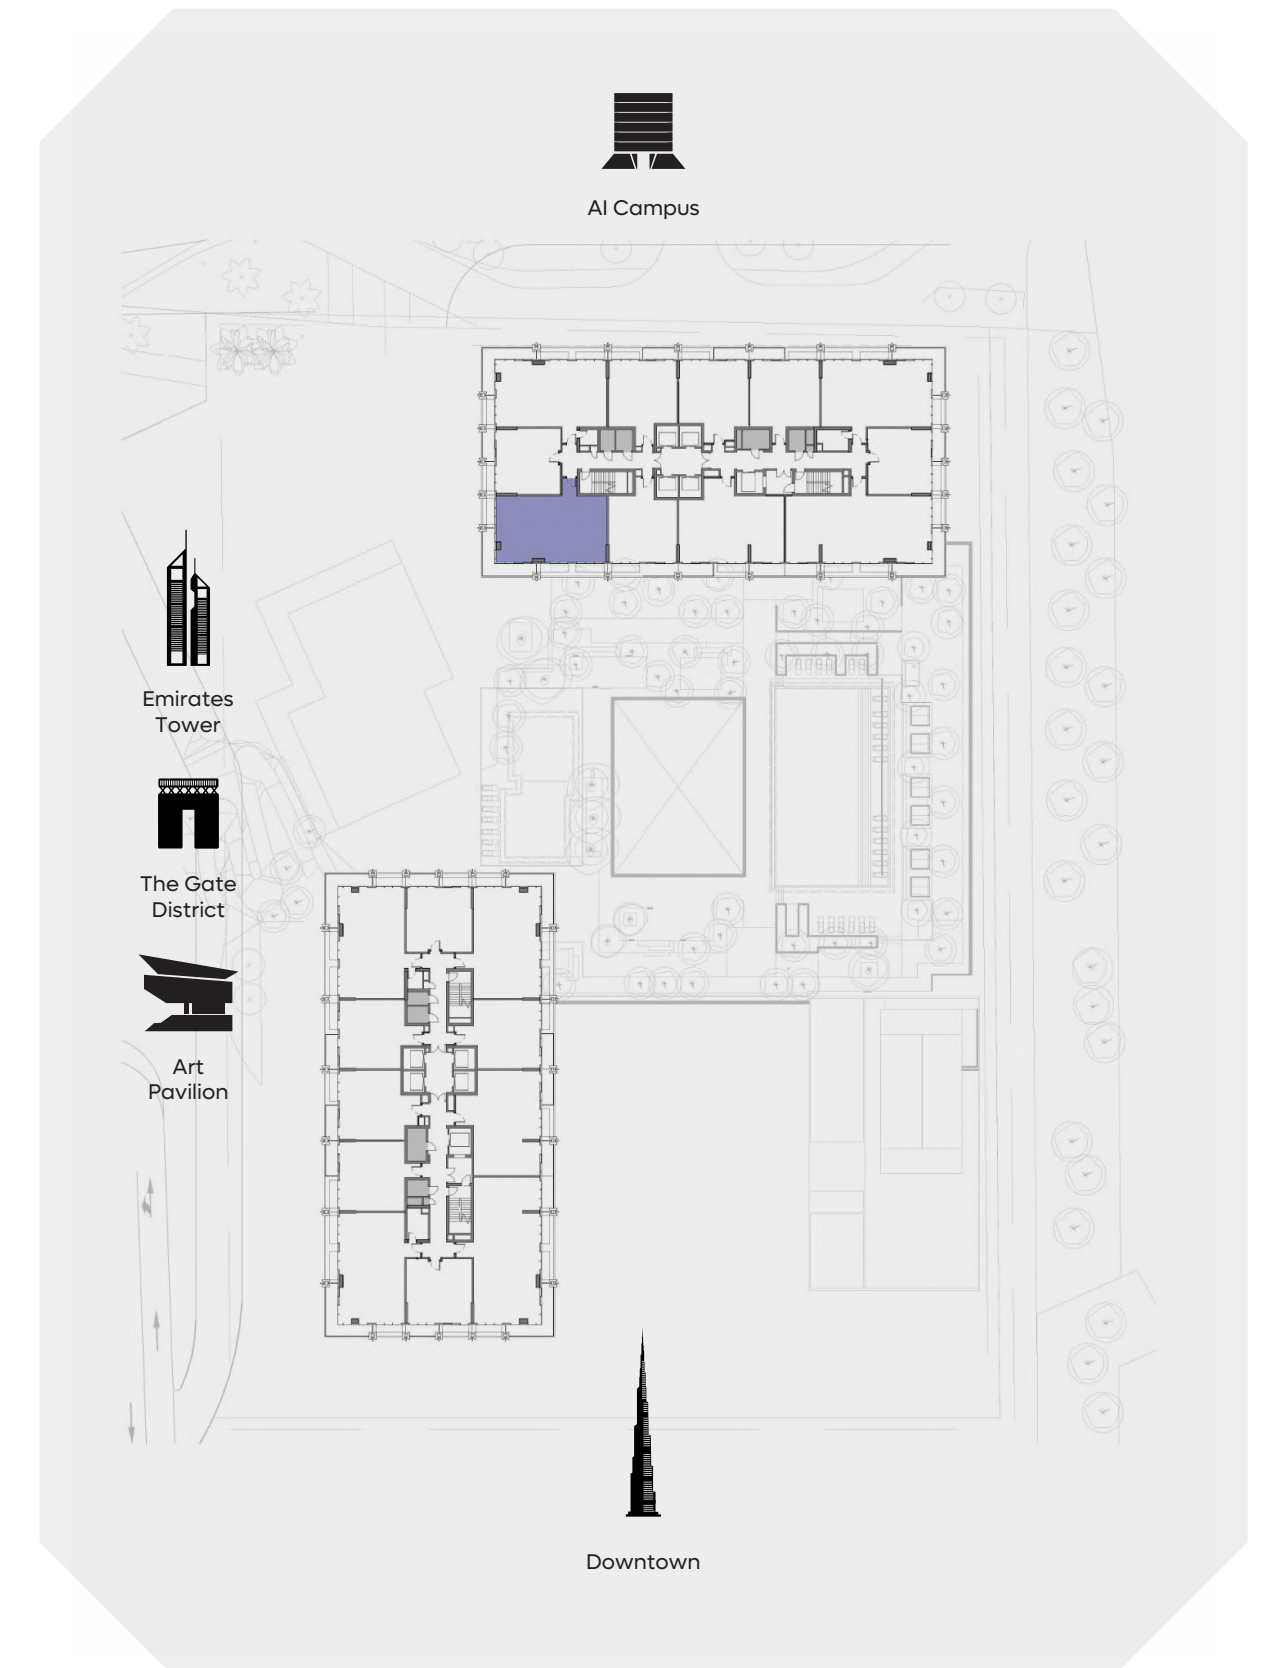 AI Campus
Emirates
Tower
The Gate
District
Art
Pavilion
Downtown